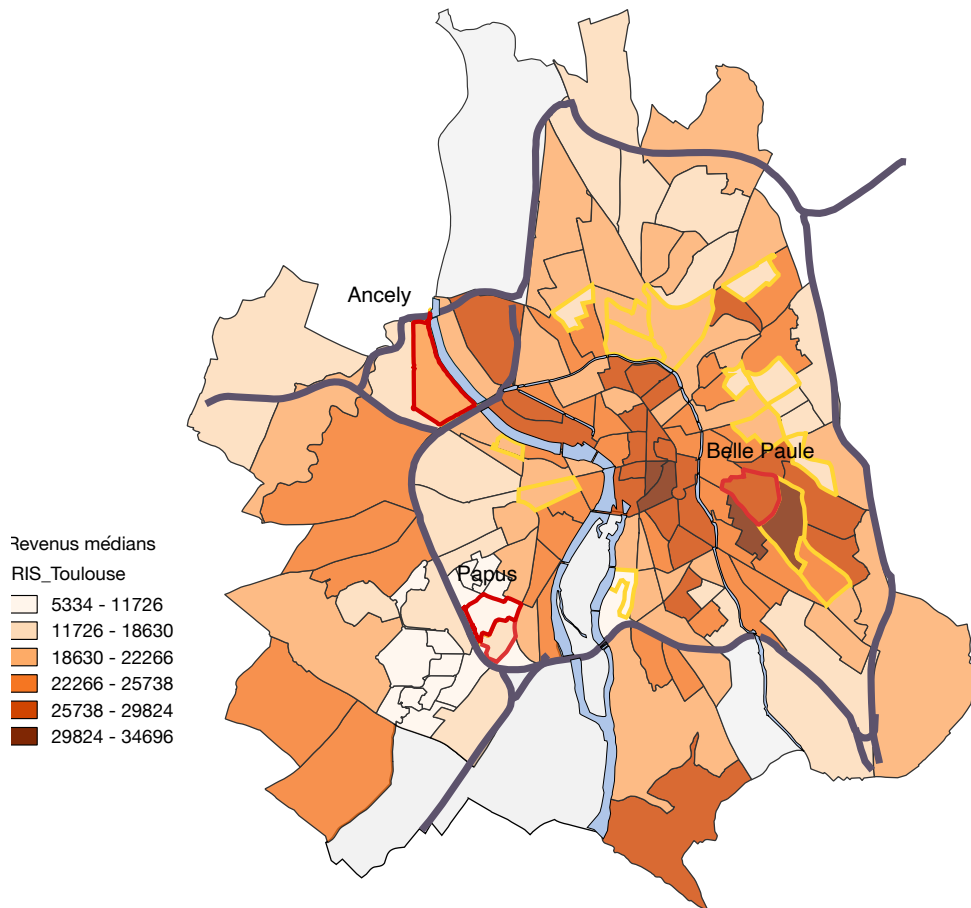 Ancely
Belle Paule
Papus
Revenus médians
RIS_Toulouse
5334 - 11726
11726 - 18630
18630 - 22266
22266 - 25738
25738 - 29824
29824 - 34696